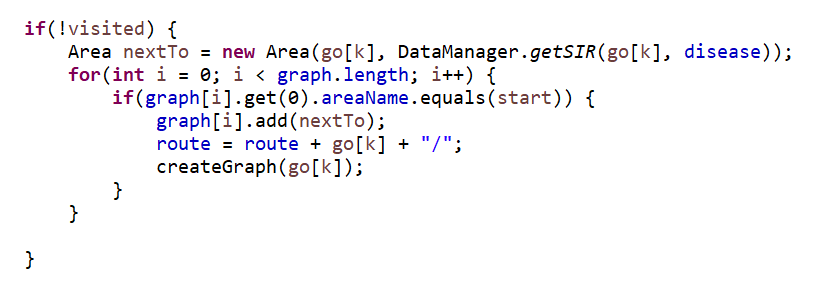 if(!visited) {
    Area nextTo = new Area(go[k], DataManager.getSIR(go[k], disease));
    for(int i = 0; i < graph.length; i++) {
        if(graph[i].get(0).areaName.equals(start)) {
            graph[i].add(nextTo);
            route = route + go[k] + "/";
            createGraph(go[k]);
        }
    }

}